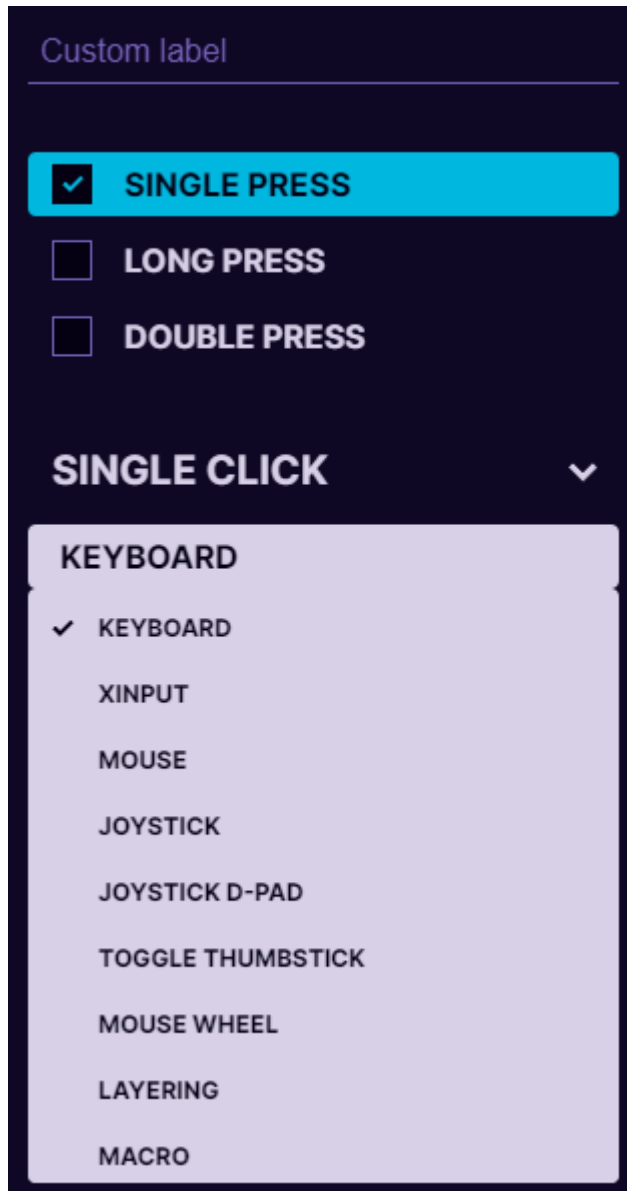 Custom label
SINGLE PRESS
LONG PRESS
DOUBLE PRESS
SINGLE CLICK
KEYBOARD
KEYBOARD
XINPUT
MOUSE
JOYSTICK
JOYSTICK D-PAD
TOGGLE THUMBSTICK
MOUSE WHEEL
LAYERING
MACRO